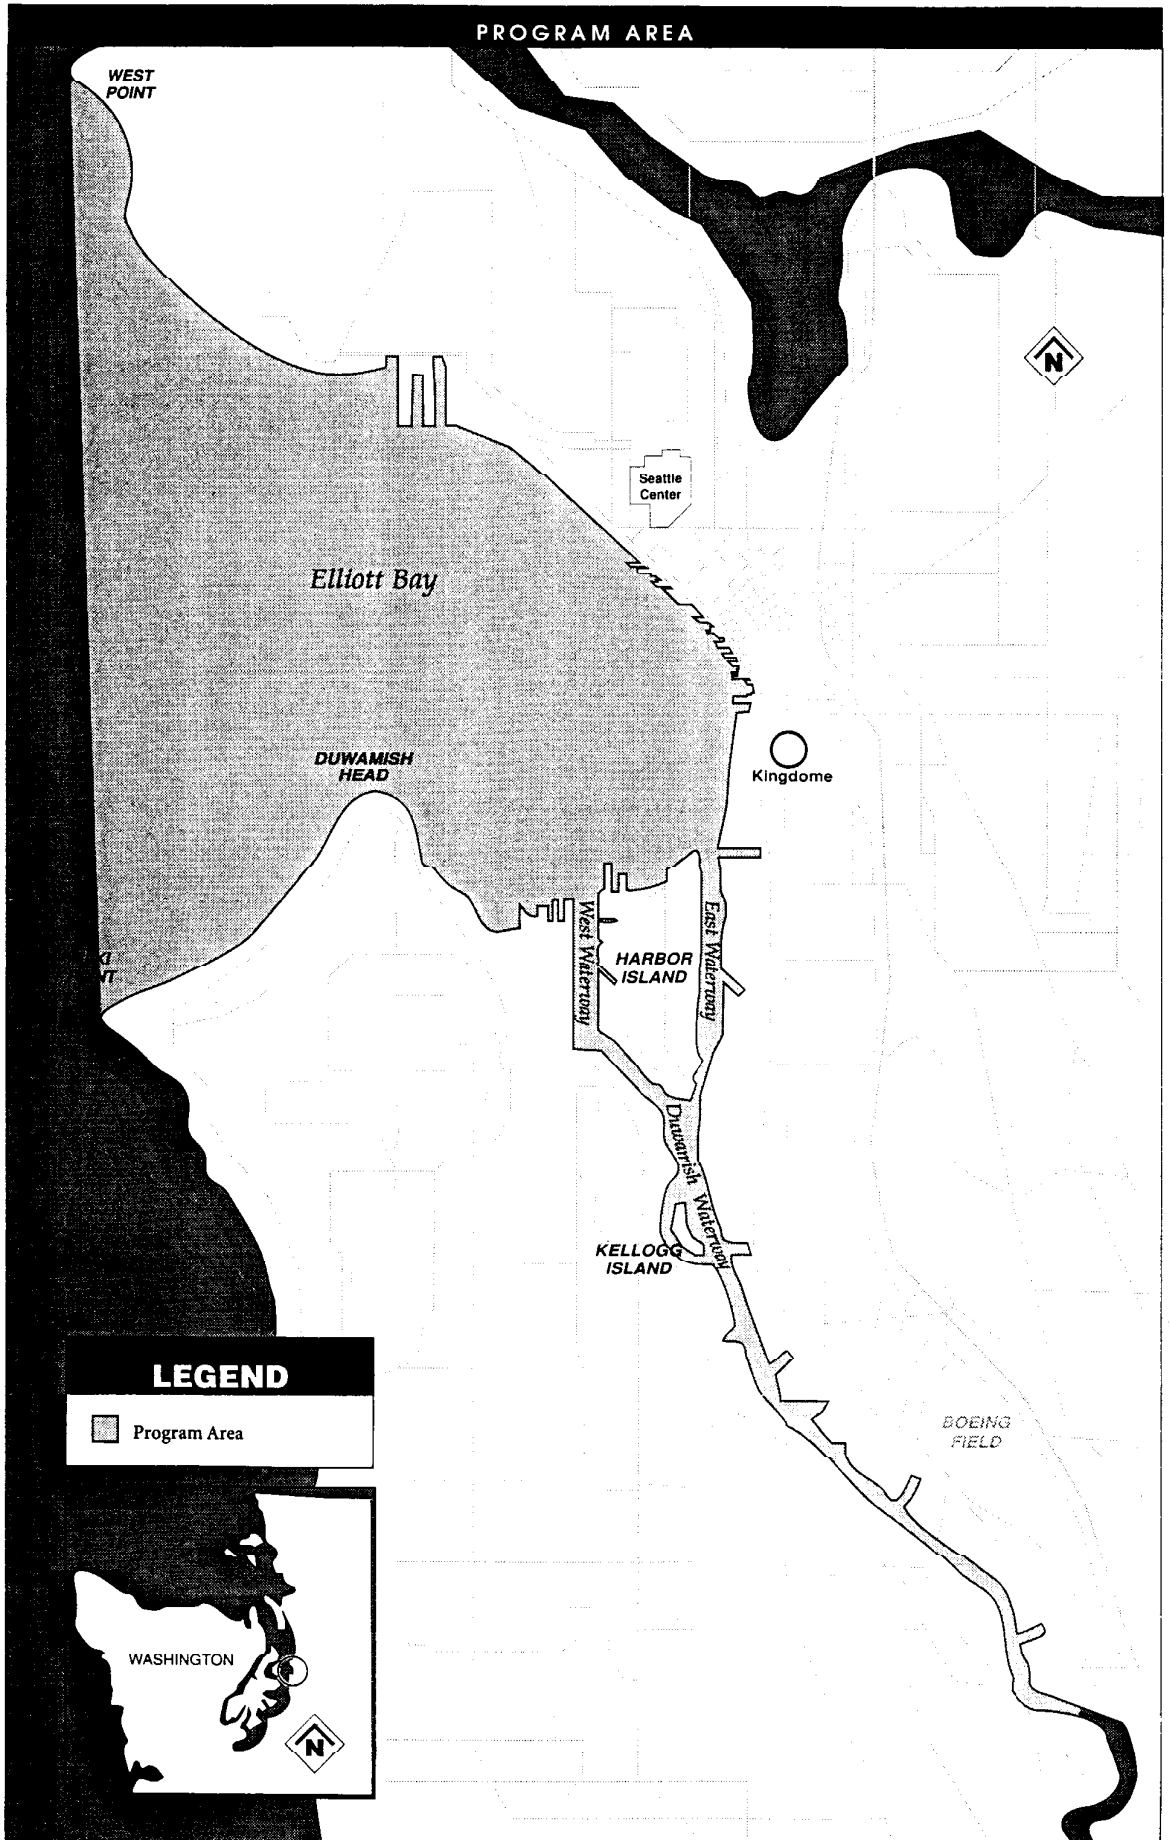 PROGRAM AREA
WEST
POINT
N
Seattle
Center
Elliott Bay
DUWAMISH
HEAD
Kingdome
West Waterway
East Waterway
HARBOR
ISLAND
Duwamish Waterway
KELLOGG
ISLAND
LEGEND
Program Area
BOEING
FIELD
WASHINGTON
N